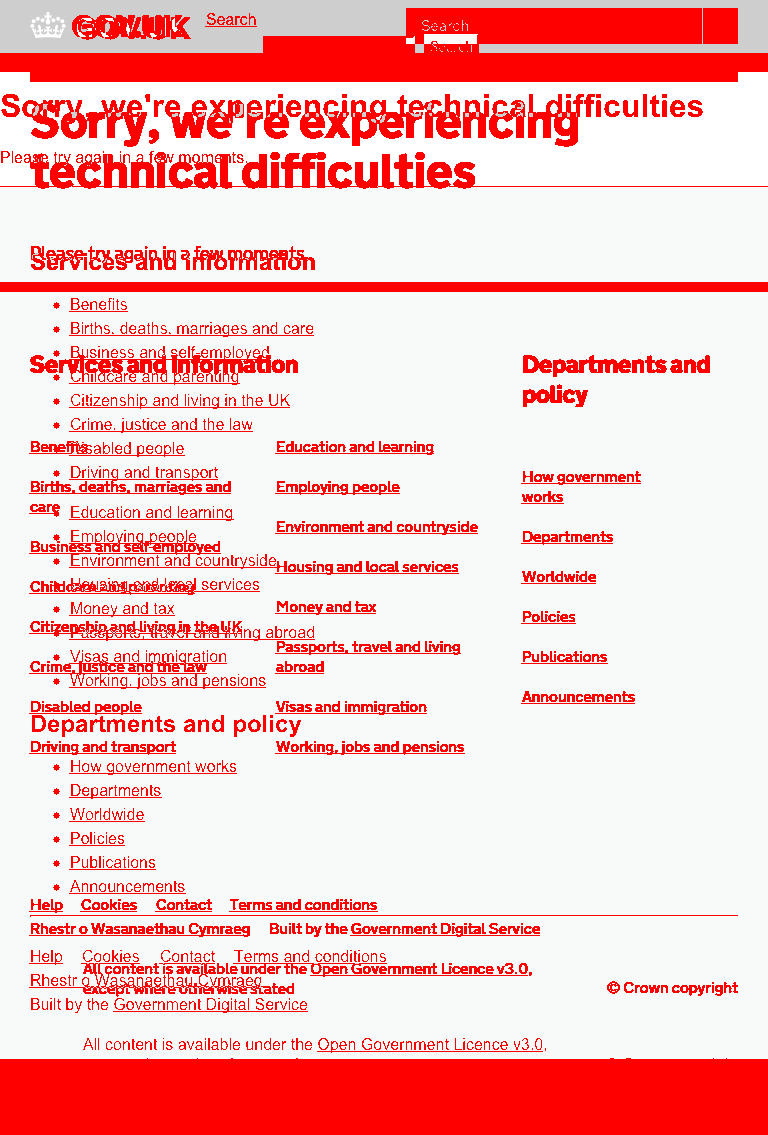 GOV.UK
Search
Search
Search
Sorry, we're experiencing technical difficulties
Sorry, we're experiencing
technical difficulties
Please try again in a few moments.
Please try again in a few moments.
Services and information
Benefits
Births, deaths, marriages and care
Business and self-employed
Childcare and parenting
Citizenship and living in the UK
Crime, justice and the law
Disabled people
Driving and transport
Education and learning
Employing people
Environment and countryside
Housing and local services
Money and tax
Passports, travel and living abroad
Visas and immigration
Working, jobs and pensions
Departments and policy
How government works
Departments
Worldwide
Policies
Publications
Announcements
Services and information
Benefits
Births, deaths, marriages and
care
Business and self-employed
Childcare and parenting
Citizenship and living in the UK
Crime, justice and the law
Disabled people
Driving and transport
Education and learning
Employing people
Environment and countryside
Housing and local services
Money and tax
Passports, travel and living
abroad
Visas and immigration
Working, jobs and pensions
Departments and
policy
How government
works
Departments
Worldwide
Policies
Publications
Announcements
Help Cookies Contact Terms and conditions
Rhestr o Wasanaethau Cymraeg Built by the Government Digital Service
All content is available under the Open Government Licence v3.0,
except where otherwise stated
© Crown copyright
Help Cookies Contact Terms and conditions
Rhestr o Wasanaethau Cymraeg
Built by the Government Digital Service
All content is available under the Open Government Licence v3.0,